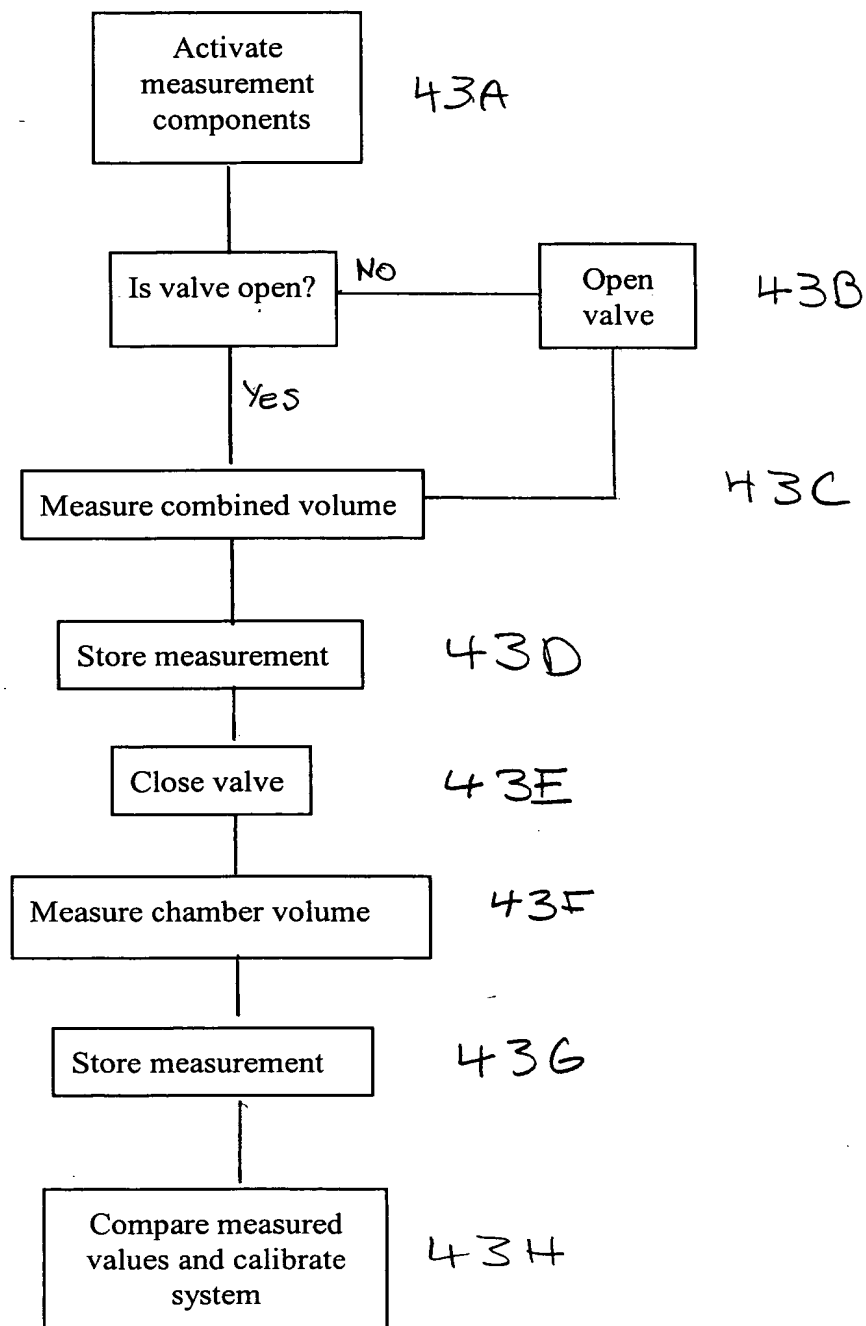 Activate
measurement
components
43A
Is valve open?
NO
Open
valve
43B
Yes
Measure combined volume
43C
Store measurement
43D
Close valve
43E
Measure chamber volume
43F
Store measurement
43G
Compare measured
values and calibrate
system
43H